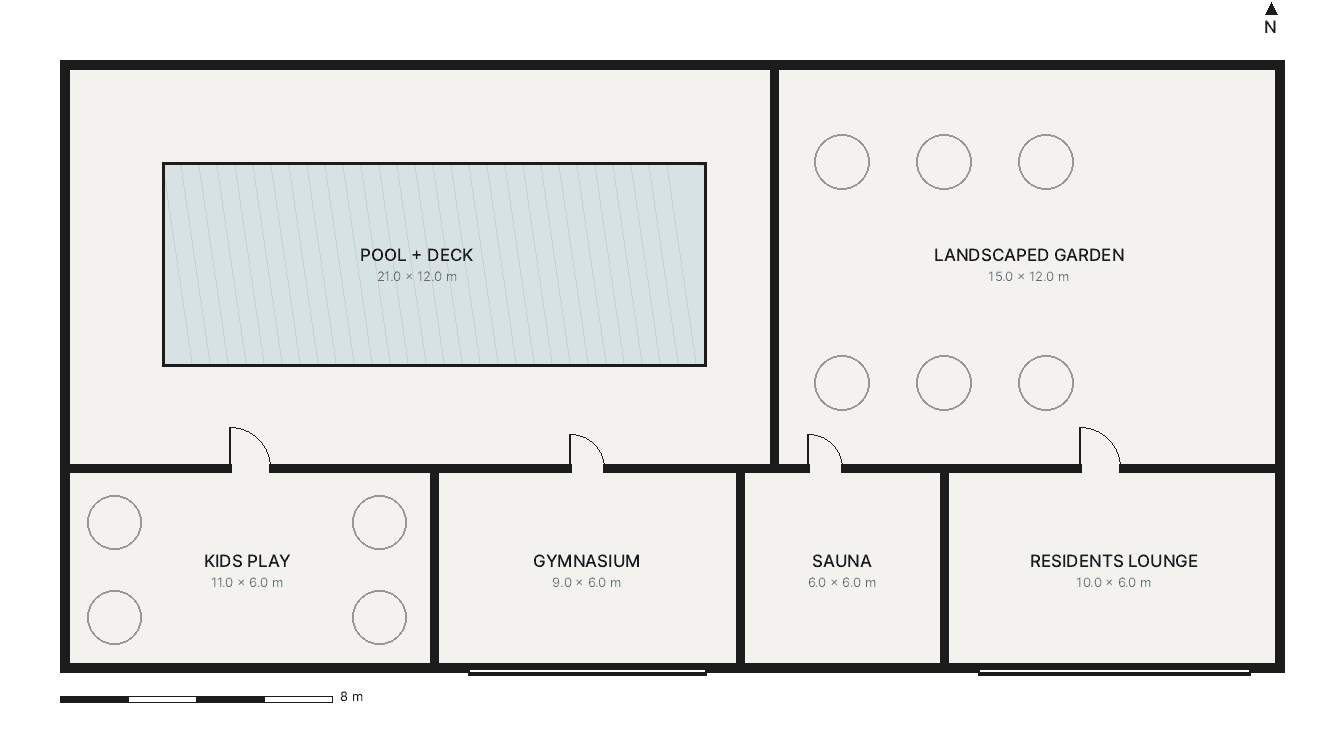 N
POOL + DECK
21.0 × 12.0 m
LANDSCAPED GARDEN
15.0 × 12.0 m
KIDS PLAY
11.0 × 6.0 m
GYMNASIUM
9.0 × 6.0 m
SAUNA
6.0 × 6.0 m
RESIDENTS LOUNGE
10.0 × 6.0 m
8 m